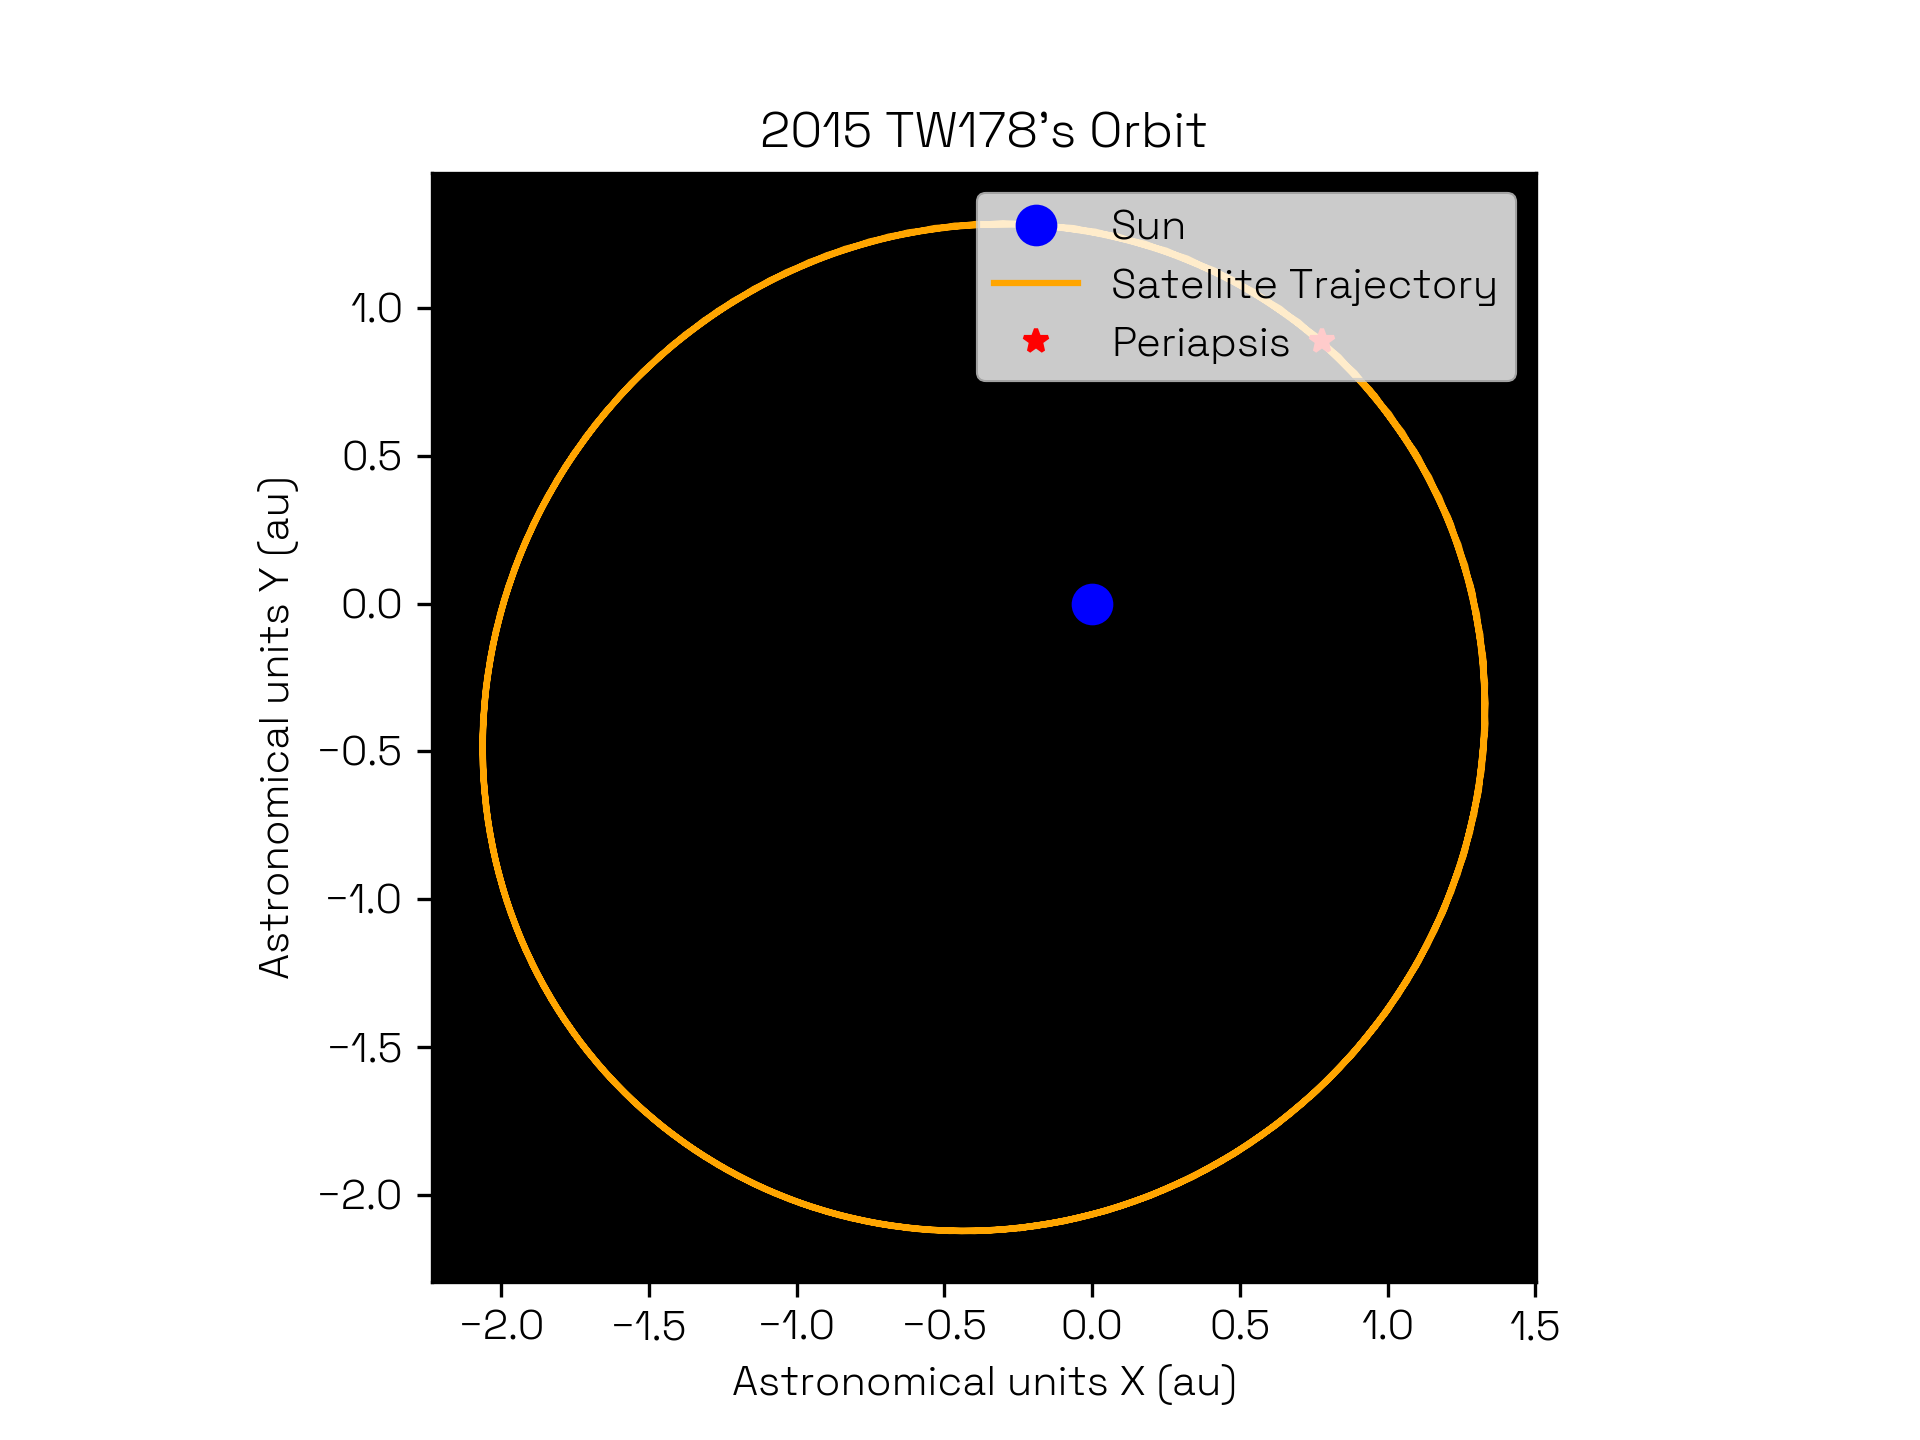 2015 TW178’s Orbit
Sun
Satellite Trajectory
Periapsis
1.0
0.5
0.0
−0.5
−1.0
−1.5
−2.0
Astronomical units Y (au)
−2.0 −1.5 −1.0 −0.5 0.0 0.5 1.0 1.5
Astronomical units X (au)